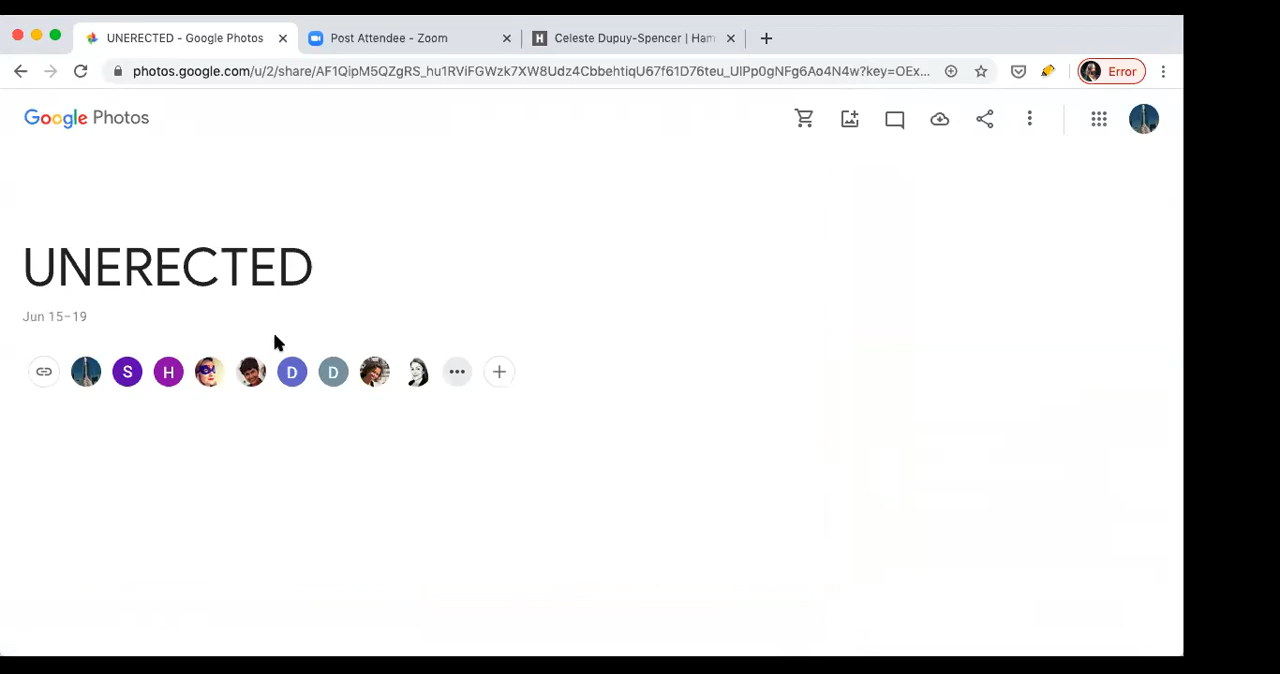 UNERECTED - Google Photos
Post Attendee - Zoom
Celeste Dupuy-Spencer | Ham
photos.google.com/u/2/share/AF1QipM5QZgRS_hu1RViFGWzk7XW8Udz4CbbehtiqU67f61D76teu_UlPp0gNFg6Ao4N4w?key=OEx...
Error
Google Photos
UNERECTED
Jun 15–19
S
H
D
D